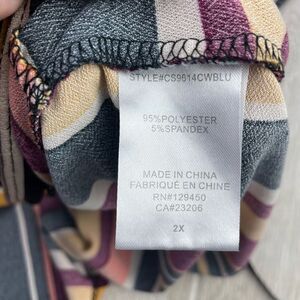 STYLE#CS9614CWBLU
95%POLYESTER
5%SPANDEX
MADE IN CHINA
FABRIQUÉ EN CHINE
RN#129450
CA#23206
2X